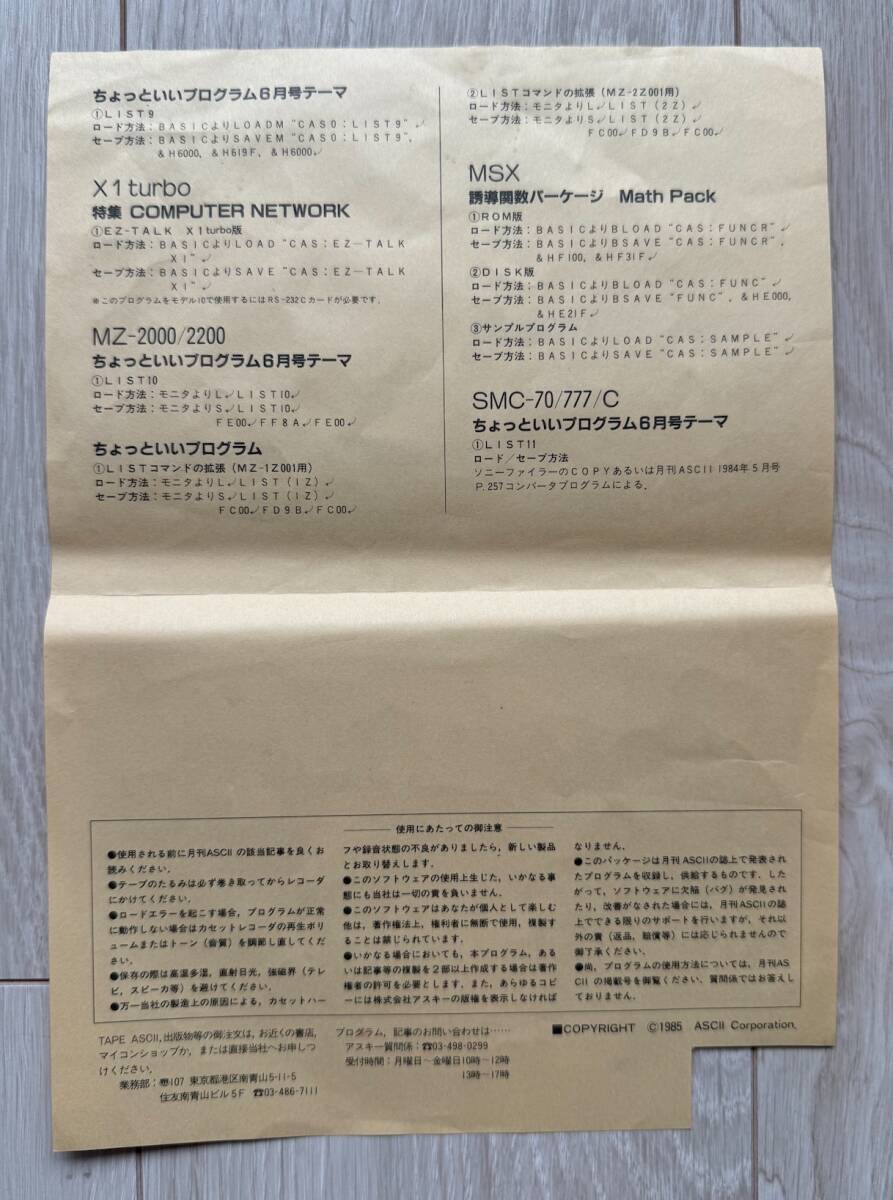 ちょっといいプログラム6月号テーマ
①LIST9
ロード方法：BASICよりLOADM "CAS0：LIST9"↲
セーブ方法：BASICよりSAVEM "CAS0：LIST9",
&H6000, &H619F, &H6000↲
X1turbo
特集 COMPUTER NETWORK
①EZ-TALK X1turbo版
ロード方法：BASICよりLOAD "CAS：EZ-TALK
X1"↲
セーブ方法：BASICよりSAVE "CAS：EZ-TALK
X1"↲
※このプログラムをモデル10で使用するにはRS-232Cカードが必要です.
MZ-2000/2200
ちょっといいプログラム6月号テーマ
①LIST10
ロード方法：モニタよりL↲LIST10↲
セーブ方法：モニタよりS↲LIST10↲
FE00↲FF8A↲FE00↲
ちょっといいプログラム
①LISTコマンドの拡張(MZ-1Z001用)
ロード方法：モニタよりL↲LIST(1Z)↲
セーブ方法：モニタよりS↲LIST(1Z)↲
FC00↲FD9B↲FC00↲
②LISTコマンドの拡張(MZ-2Z001用)
ロード方法：モニタよりL↲LIST(2Z)↲
セーブ方法：モニタよりS↲LIST(2Z)↲
FC00↲FD9B↲FC00↲
MSX
誘導関数パーケージ Math Pack
①ROM版
ロード方法：BASICよりBLOAD "CAS：FUNCR"↲
セーブ方法：BASICよりBSAVE "CAS：FUNCR",
&HF100, &HF31F↲
②DISK版
ロード方法：BASICよりBLOAD "CAS：FUNC"↲
セーブ方法：BASICよりBSAVE "FUNC", &HE000,
&HE21F↲
③サンプルプログラム
ロード方法：BASICよりLOAD "CAS：SAMPLE"↲
セーブ方法：BASICよりSAVE "CAS：SAMPLE"↲
SMC-70/777/C
ちょっといいプログラム6月号テーマ
①LIST11
ロード／セーブ方法
ソニーファイラーのCOPYあるいは月刊ASCII 1984年5月号
P.257コンバータプログラムによる.
使用にあたっての御注意
●使用される前に月刊ASCIIの該当記事を良くお
読みください.
●テープのたるみは必ず巻き取ってからレコーダ
にかけてください.
●ロードエラーを起こす場合, プログラムが正常
に動作しない場合はカセットレコーダの再生ボリ
ュームまたはトーン(音質)を調節し直してくだ
さい.
●保存の際は高温多湿, 直射日光, 強磁界(テレ
ビ, スピーカ等)を避けてください.
●万一当社の製造上の原因による, カセットハー
フや録音状態の不良がありましたら, 新しい製品
とお取り替えします.
●このソフトウェアの使用上生じた, いかなる事
態にも当社は一切の責を負いません.
●このソフトウェアはあなたが個人として楽しむ
他は, 著作権法上, 権利者に無断で使用, 複製す
ることは禁じられています.
●いかなる場合においても, 本プログラム, ある
いは記事等の複製を2部以上作成する場合は著作
権者の許可を必要とします. また, あらゆるコピ
ーには株式会社アスキーの版権を表示しなければ
なりません.
●このパッケージは月刊ASCIIの誌上で発表され
たプログラムを収録し, 供給するものです. した
がって, ソフトウェアに欠陥(バグ)が発見され
たり, 改善がなされた場合には, 月刊ASCIIの誌
上でできる限りのサポートを行いますが, それ以
外の責(返品, 賠償等)には応じられませんので
御了承ください.
●尚, プログラムの使用方法については, 月刊AS
CIIの掲載号を御覧ください. 質問関係ではお答えし
ておりません.
TAPE ASCII, 出版物等の御注文は, お近くの書店,
マイコンショップか, または直接当社へお申しつ
けください.
業務部：〠107 東京都港区南青山5-11-5
住友南青山ビル5F ☎03-486-7111
プログラム, 記事のお問い合わせは……
アスキー質問係：☎03-498-0299
受付時間：月曜日〜金曜日10時〜12時
13時〜17時
■COPYRIGHT ©1985 ASCII Corporation.